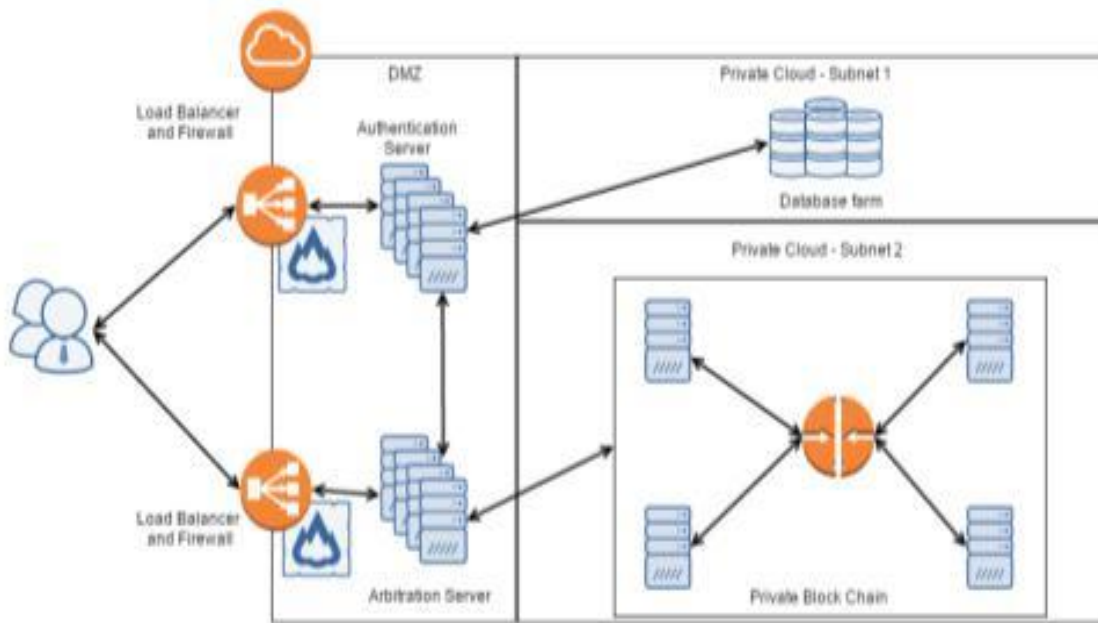 DMZ
Private Cloud - Subnet 1
Load Balancer
and Firewall
Authentication
Server
Database farm
Private Cloud - Subnet 2
Load Balancer
and Firewall
Arbitration Server
Private Block Chain